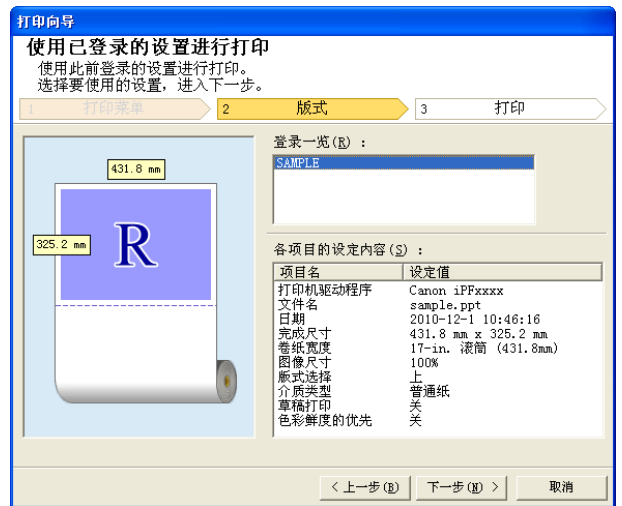 打印向导
使用已登录的设置进行打印
使用此前登录的设置进行打印。
选择要使用的设置，进入下一步。
1 打印菜单 2 版式 3 打印
431.8 mm
325.2 mm
R
登录一览(R)：
SAMPLE
各项目的设定内容(S)：
项目名 设定值
打印机驱动程序 Canon iPFxxxx
文件名 sample.ppt
日期 2010-12-1 10:46:16
完成尺寸 431.8 mm x 325.2 mm
卷纸宽度 17-in. 滚筒 (431.8mm)
图像尺寸 100%
版式选择 上
介质类型 普通纸
草稿打印 关
色彩鲜度的优先 关
< 上一步(B) 下一步(N) > 取消